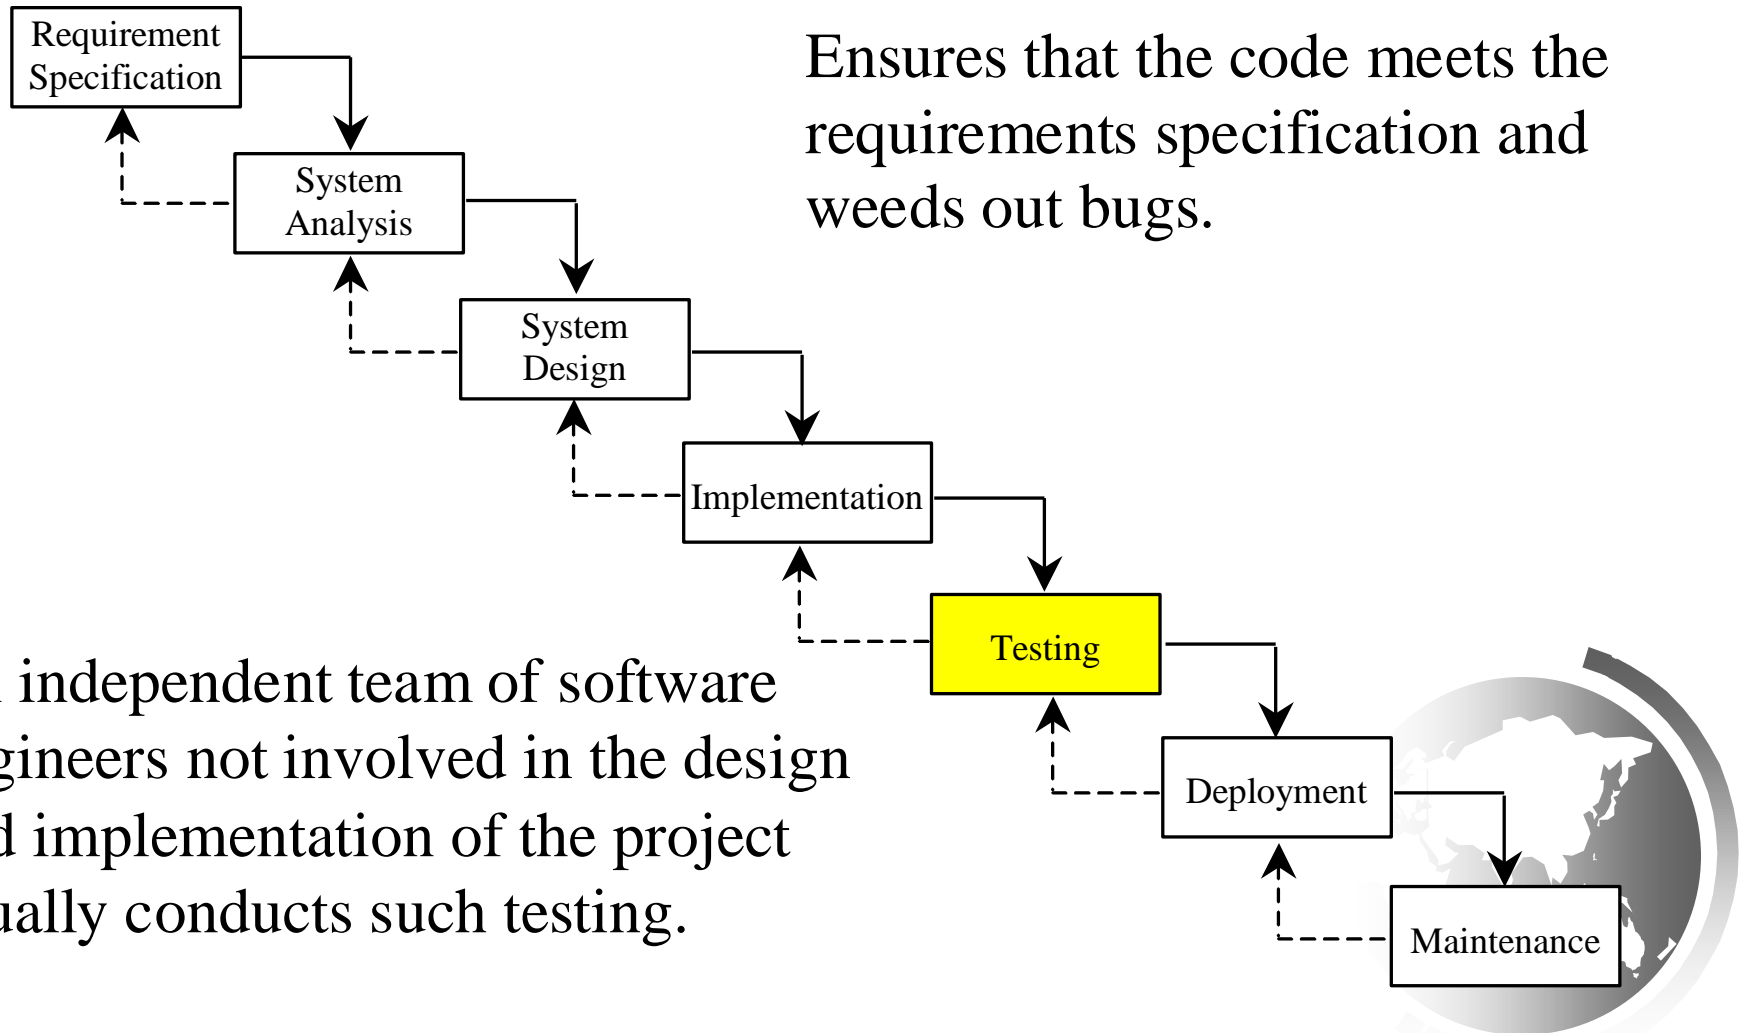 Requirement
Specification
Ensures that the code meets the
requirements specification and
weeds out bugs.
System
Analysis
System
Design
Implementation
Testing
independent team of software
not involved in the design
implementation of the project
conducts such testing.
Deployment
Maintenance